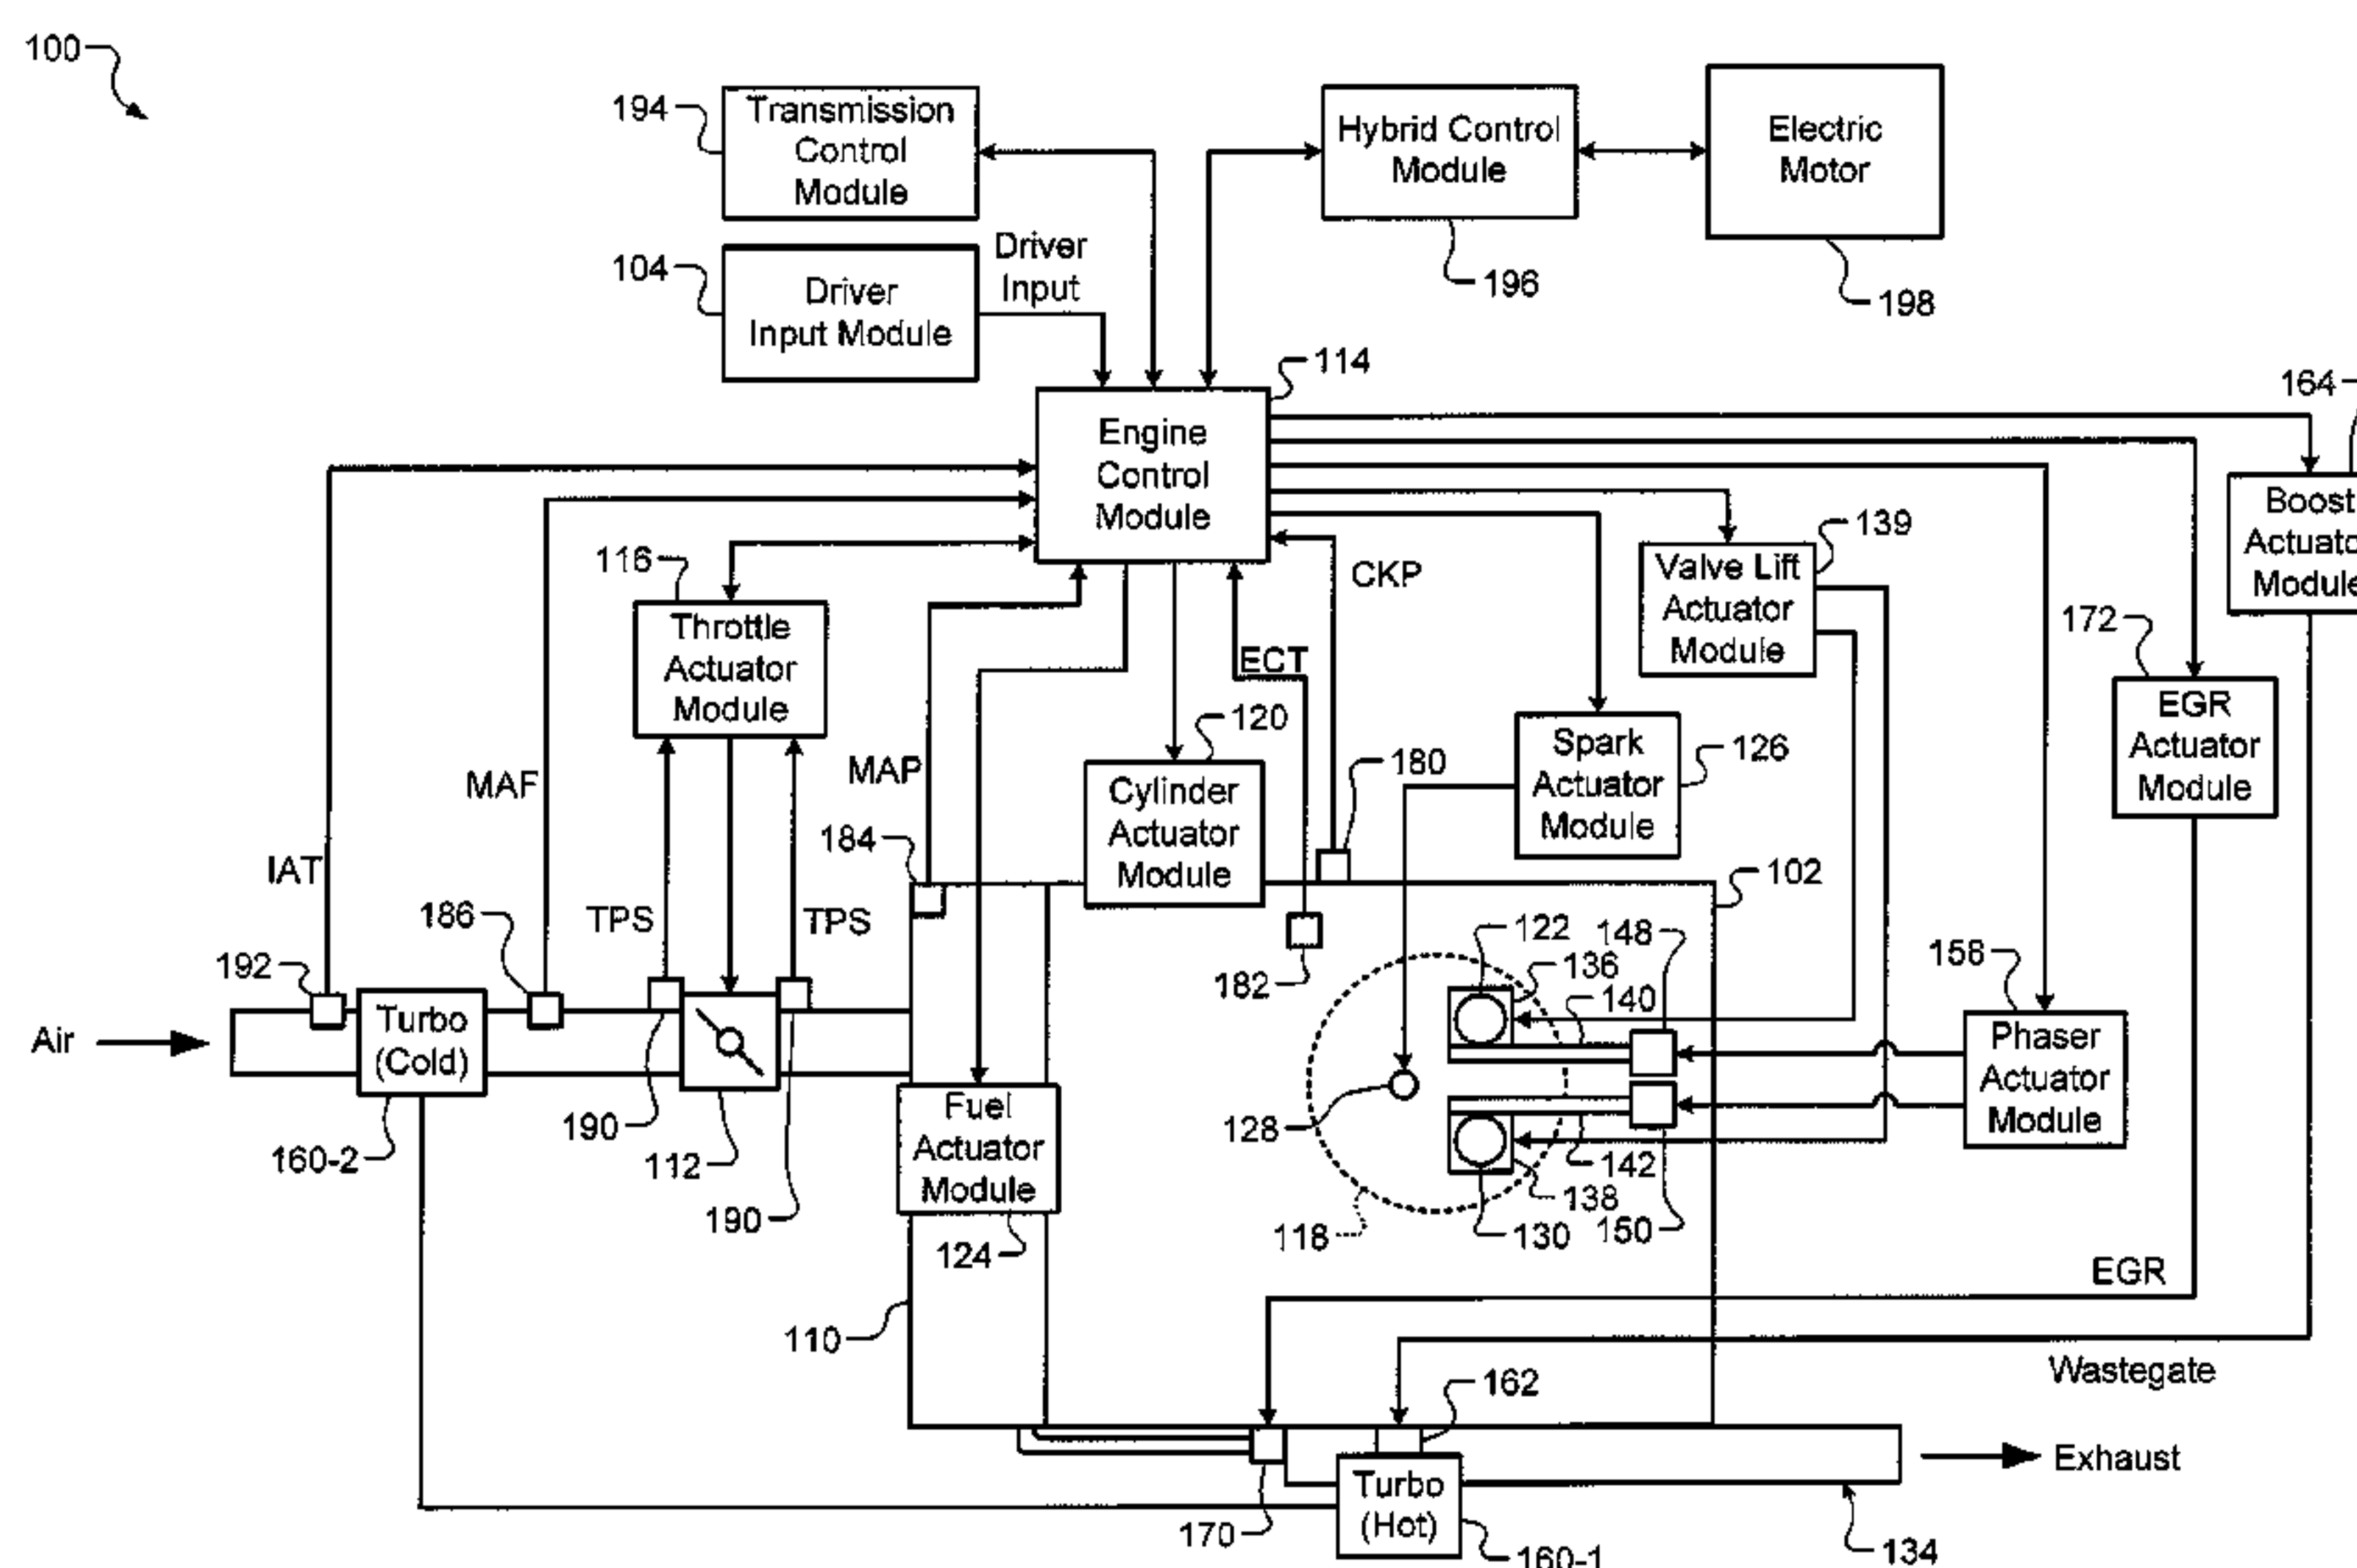 100
194
Transmission
Control
Module
Hybrid Control
Module
Electric
Motor
196
198
104
Driver
Input Module
Driver
Input
114
Engine
Control
Module
164
Boost
Module
139
Valve Lift
Actuator
Module
116
Throttle
Actuator
Module
CKP
ECT
172
EGR
Actuator
Module
120
Cylinder
Actuator
Module
126
Spark
Actuator
Module
180
MAF
MAP
184
IAT
TPS
TPS
186
192
102
182
122
148
136
140
158
Phaser
Actuator
Module
Air
Turbo
(Cold)
160-2
190
112
190
Fuel
Actuator
Module
124
128
142
138
118
130
150
EGR
110
Wastegate
162
Exhaust
Turbo
(Hot)
170
160-1
134